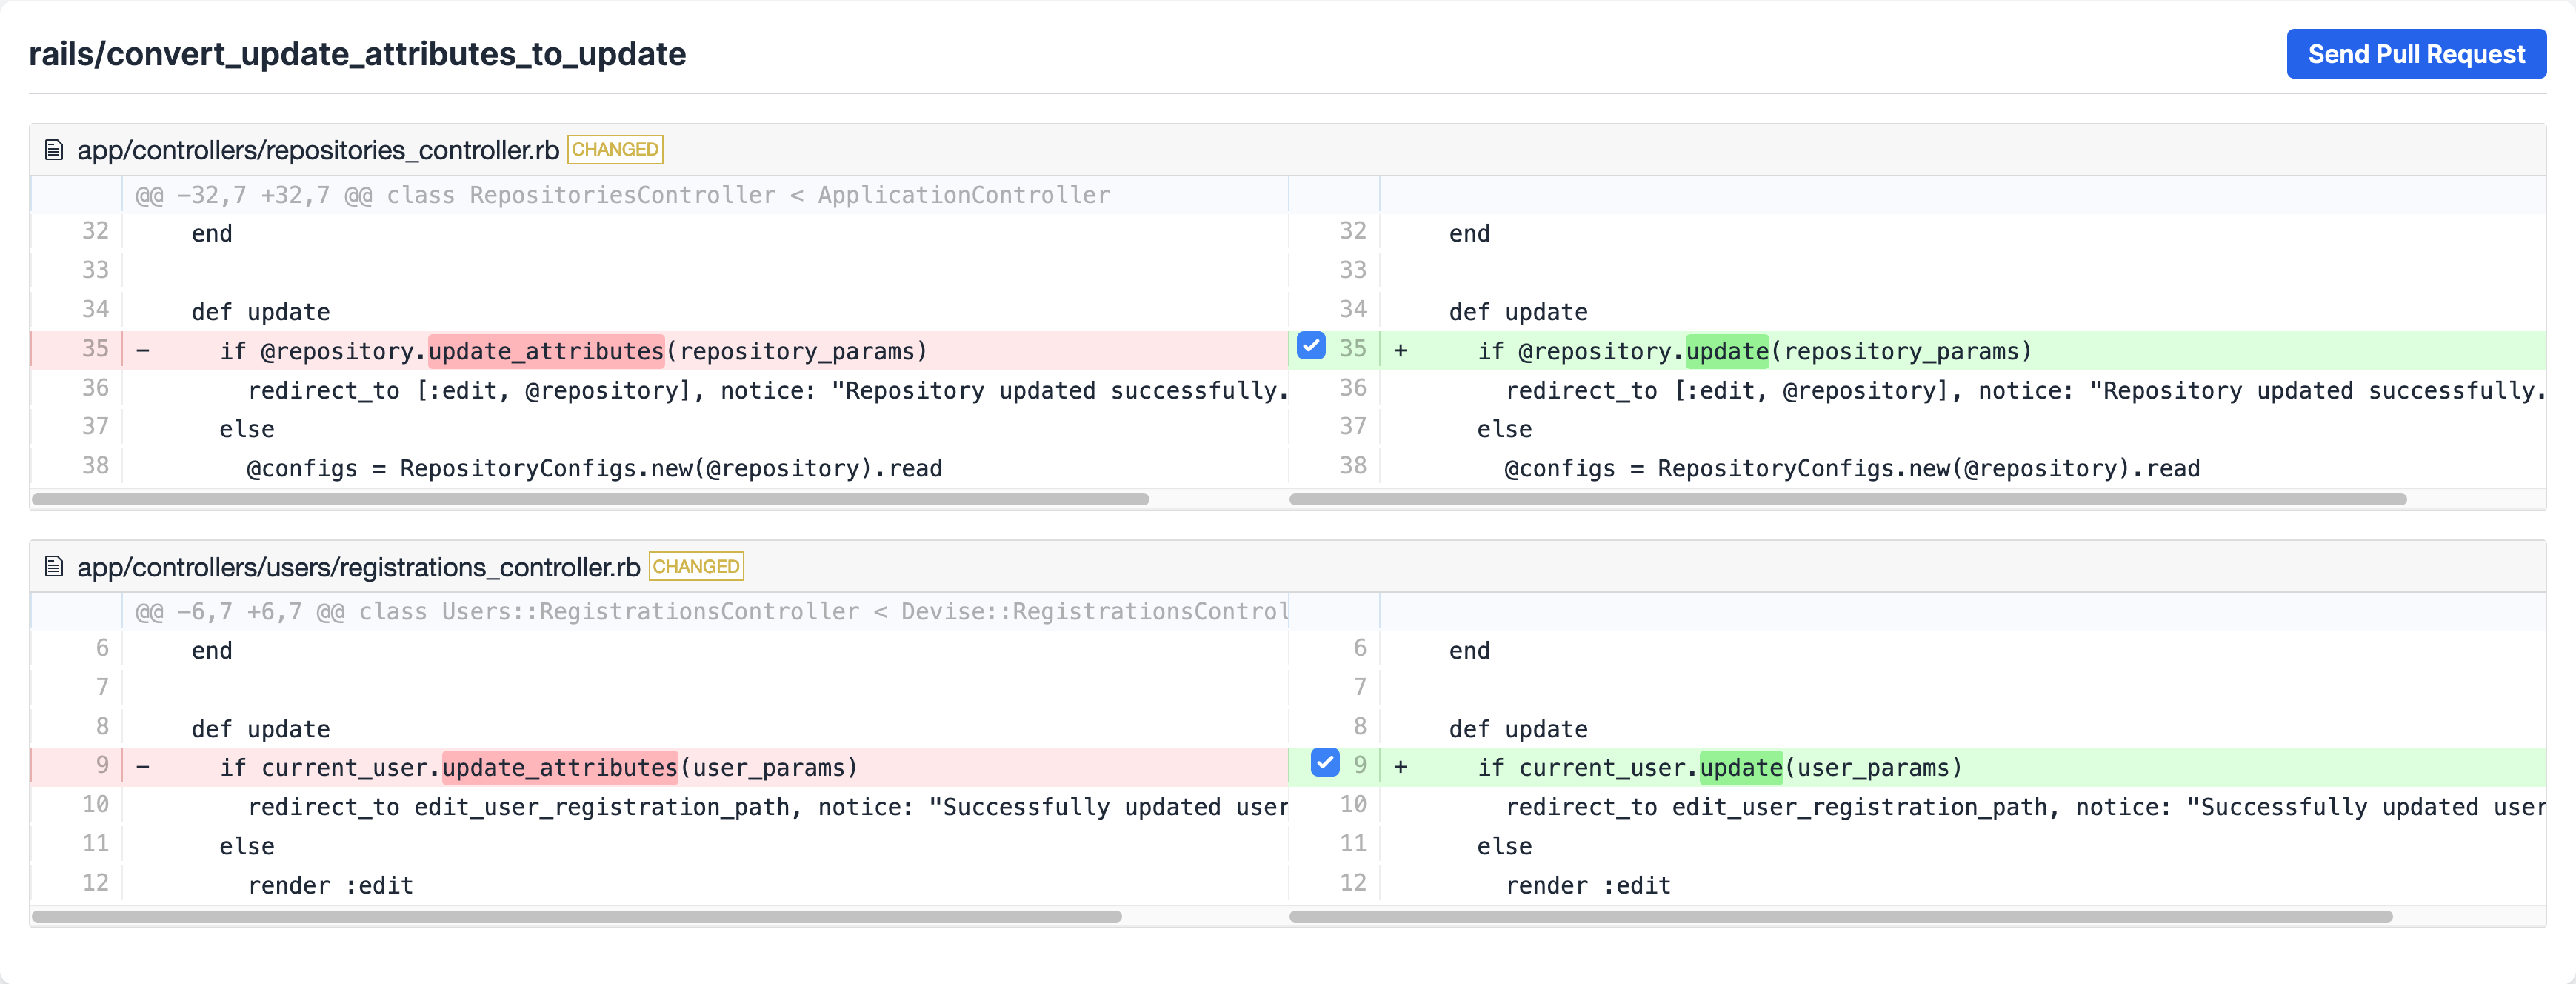 rails/convert_update_attributes_to_update
Send Pull Request
app/controllers/repositories_controller.rb CHANGED
@@ -32,7 +32,7 @@ class RepositoriesController < ApplicationController
32 end
33
34 def update
35 - if @repository.update_attributes(repository_params)
36 redirect_to [:edit, @repository], notice: "Repository updated successfully.
37 else
38 @configs = RepositoryConfigs.new(@repository).read
32 end
33
34 def update
35 + if @repository.update(repository_params)
36 redirect_to [:edit, @repository], notice: "Repository updated successfully.
37 else
38 @configs = RepositoryConfigs.new(@repository).read
app/controllers/users/registrations_controller.rb CHANGED
@@ -6,7 +6,7 @@ class Users::RegistrationsController < Devise::RegistrationsControl
6 end
7
8 def update
9 - if current_user.update_attributes(user_params)
10 redirect_to edit_user_registration_path, notice: "Successfully updated user
11 else
12 render :edit
6 end
7
8 def update
9 + if current_user.update(user_params)
10 redirect_to edit_user_registration_path, notice: "Successfully updated user
11 else
12 render :edit